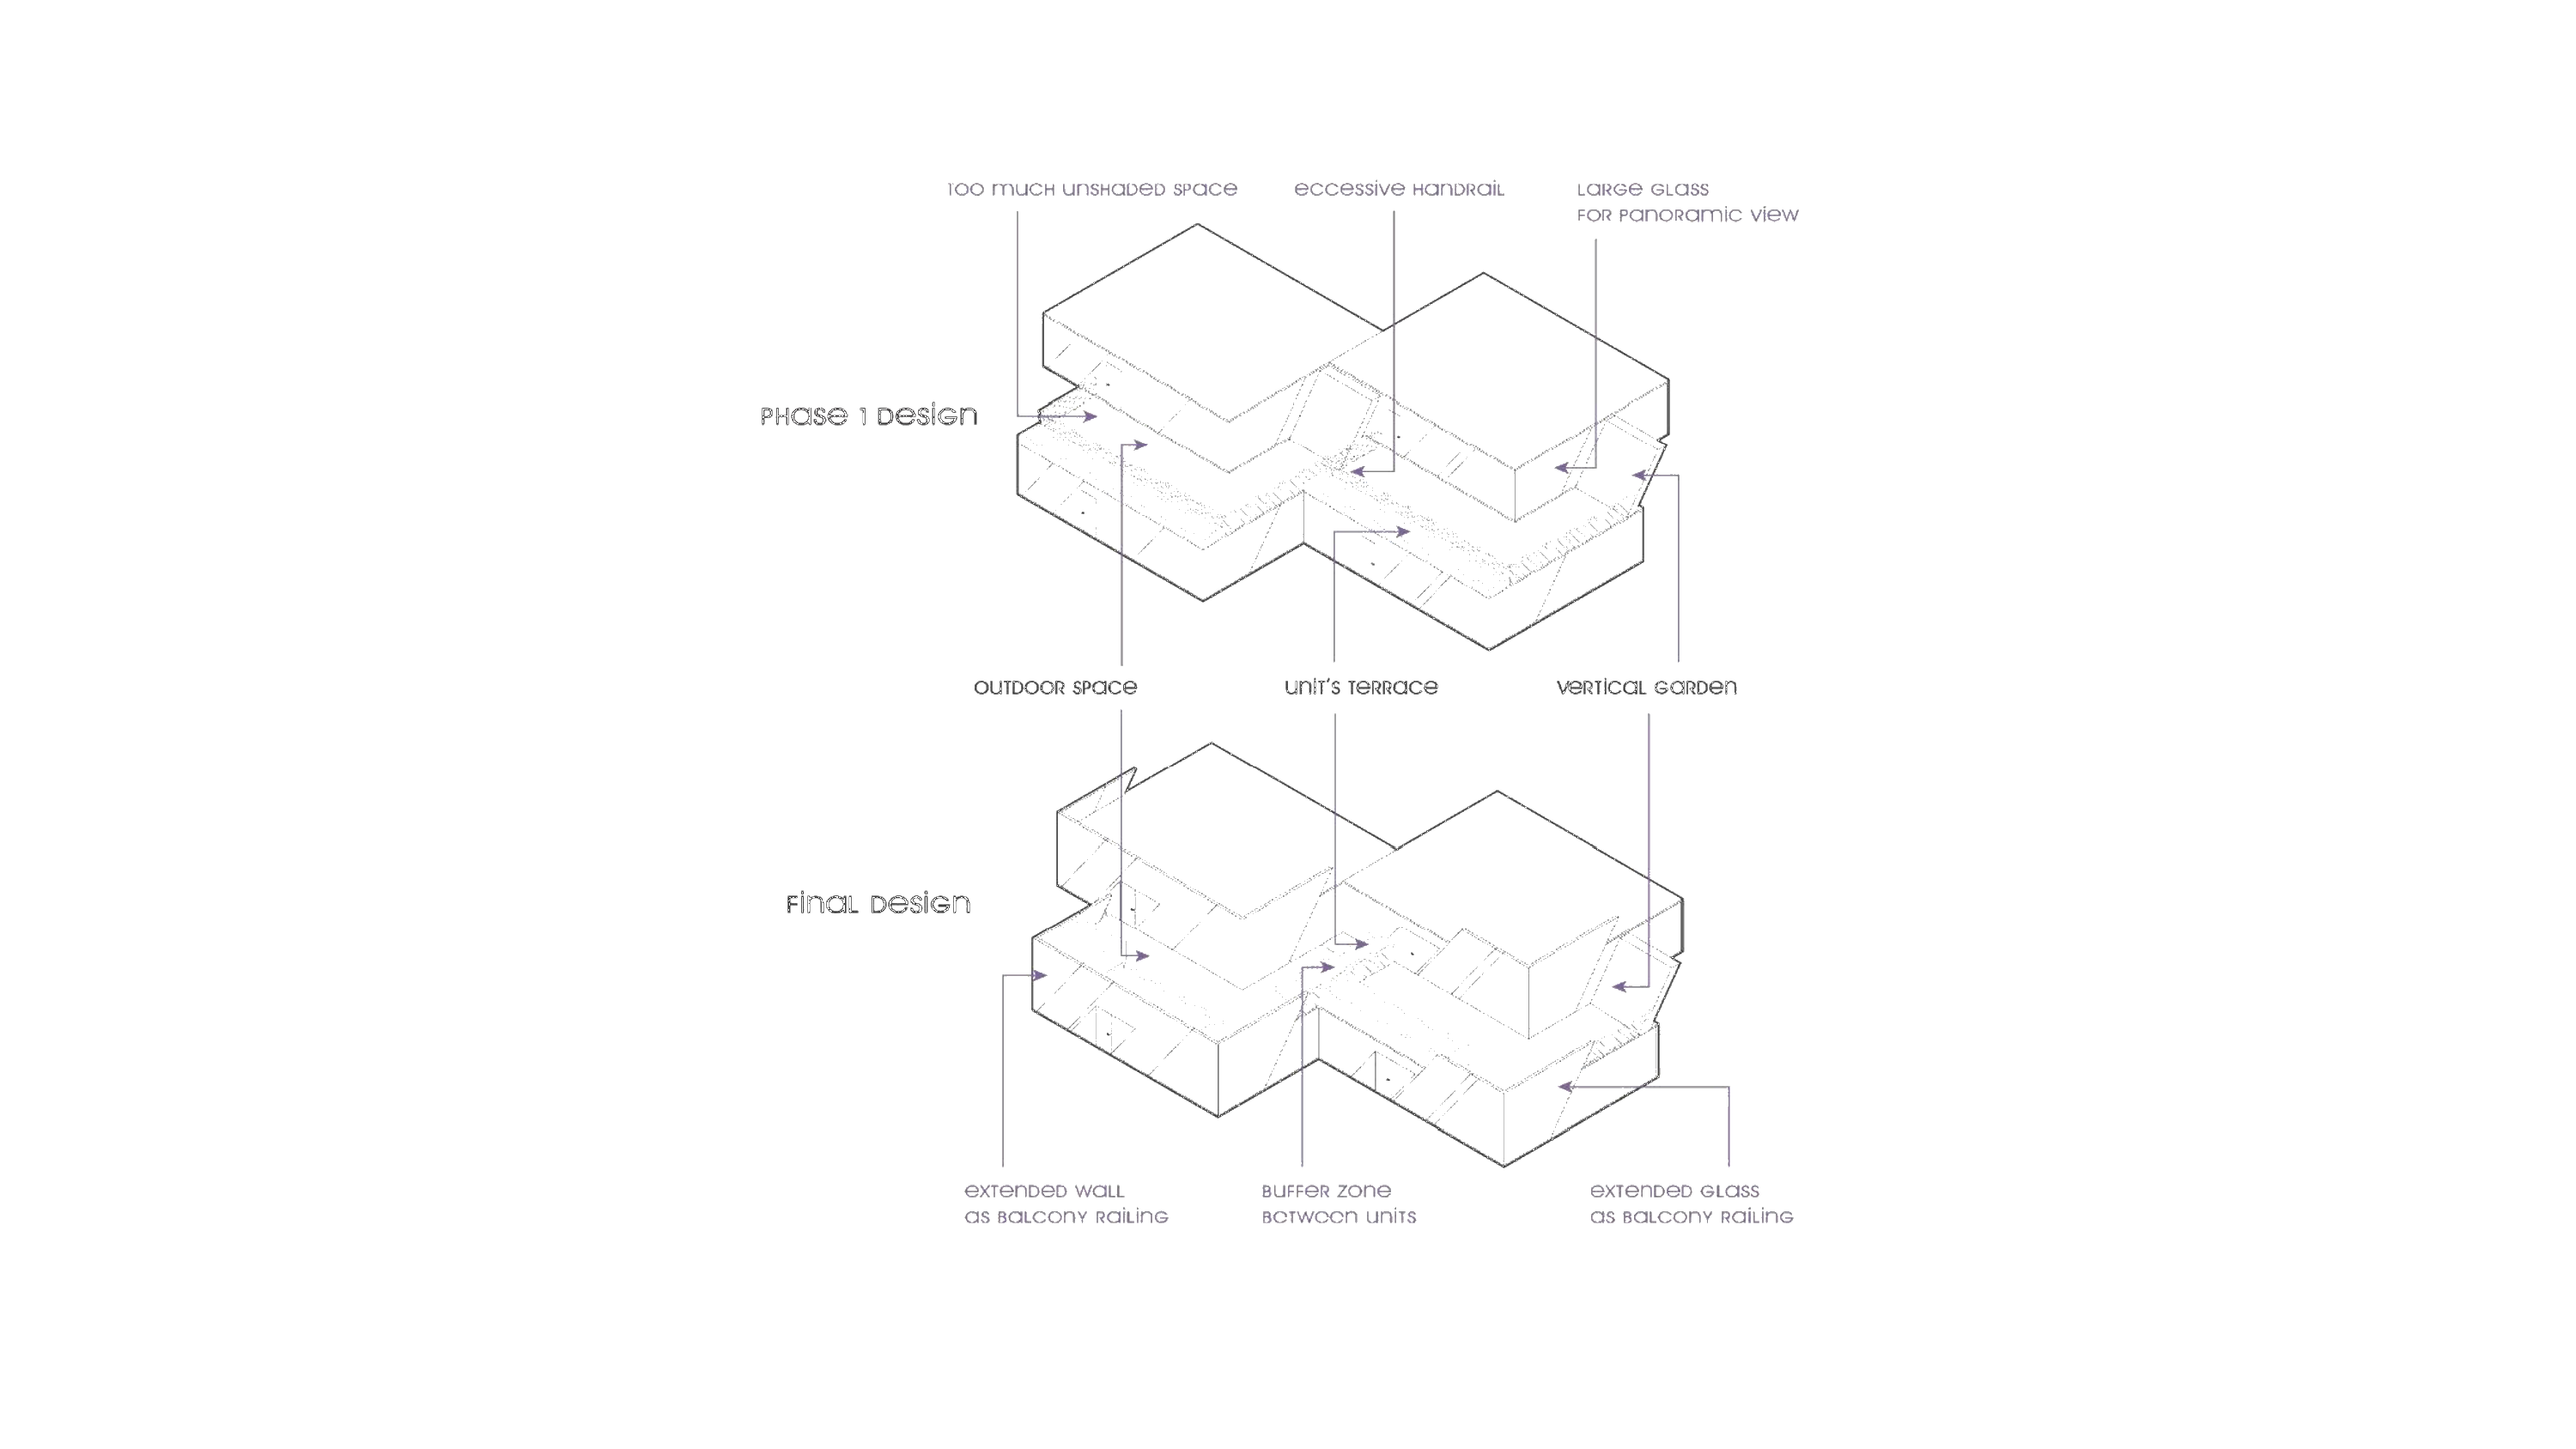 Too much unshaded space
eccessive Handrail
Large Glass
for panoramic view
Phase 1 Design
outdoor space
unit's terrace
vertical garden
Final Design
extended wall
as balcony railing
Buffer zone
between units
extended glass
as balcony railing